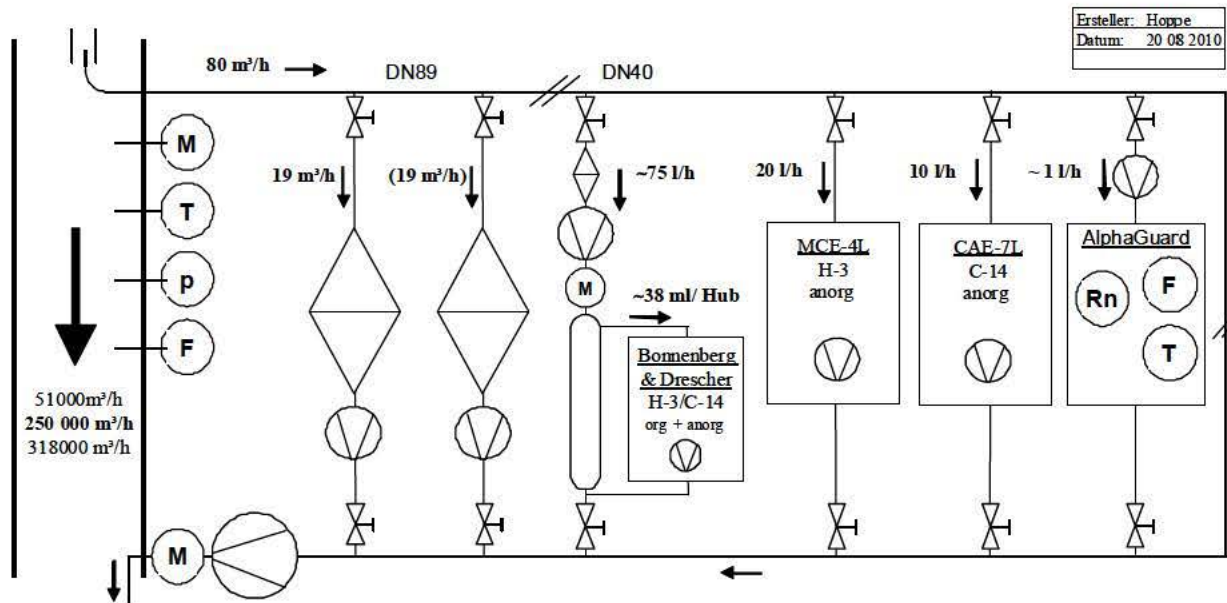 Ersteller: Hoppe
Datum: 20 08 2010
80 m³/h
DN89
DN40
M
T
p
F
51000m³/h
250 000 m³/h
318000 m³/h
19 m³/h
(19 m³/h)
~75 l/h
M
~38 ml/ Hub
Bonnenberg
& Drescher
H-3/C-14
org + anorg
20 l/h
MCE-4L
H-3
anorg
10 l/h
CAE-7L
C-14
anorg
~ 1 l/h
AlphaGuard
Rn
F
T
M